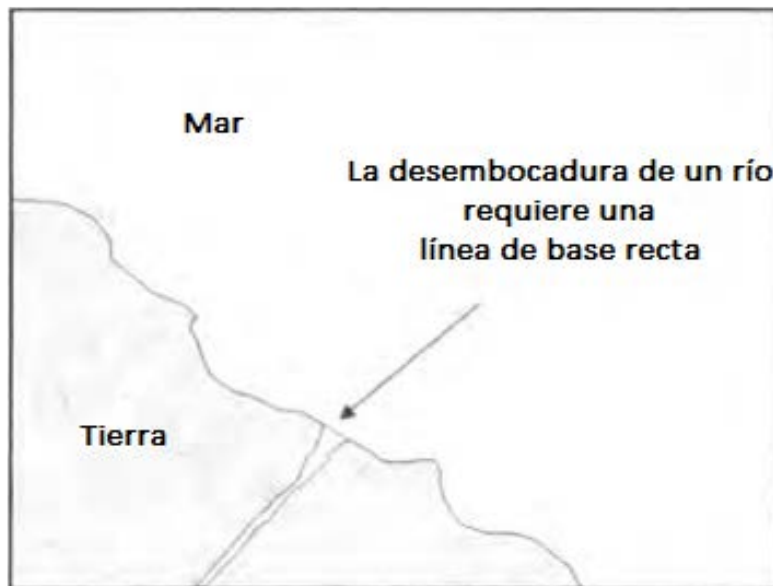 Mar
La desembocadura de un río
requiere una
línea de base recta
Tierra